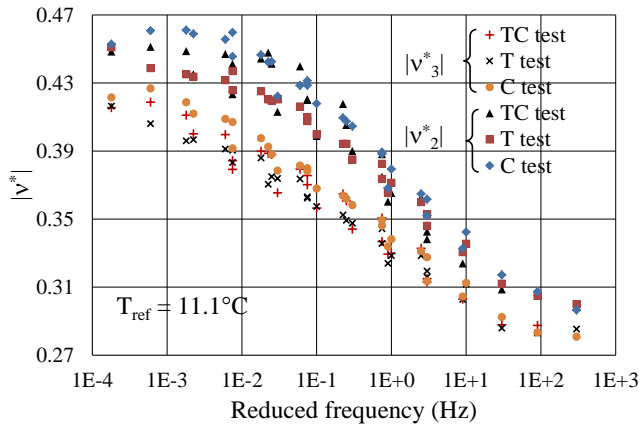 0.47
0.43
0.39
0.35
0.31
0.27
|ν*|
1E-4
1E-3
1E-2
1E-1
1E+0
1E+1
1E+2
1E+3
Reduced frequency (Hz)
T_ref = 11.1°C
|ν*₃|
TC test
T test
C test
|ν*₂|
TC test
T test
C test